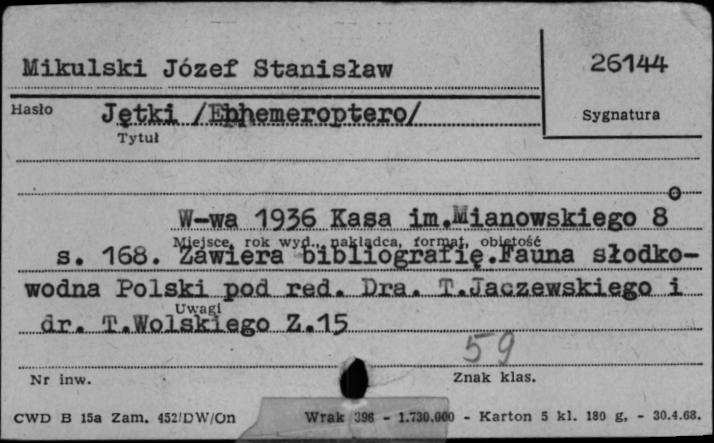 Mikulski Józef Stanisław
26144
Hasło
Jętki /Ephemeroptero/
Sygnatura
Tytuł
W-wa 1936 Kasa im.Mianowskiego 8o
Miejsce, rok wyd., nakładca, format, objętość
s. 168. Zawiera bibliografię.Fauna słodko-
wodna Polski pod red. Dra. T.Jaczewskiego i
Uwagi
dr. T.Wolskiego Z.15
59
Nr inw.
Znak klas.
CWD B 15a Zam. 452/DW/On Wrak 396 - 1.730.000 - Karton 5 kl. 180 g. - 30.4.68.